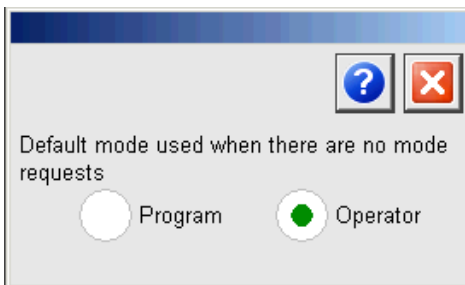 Default mode used when there are no mode
requests
Program
Operator